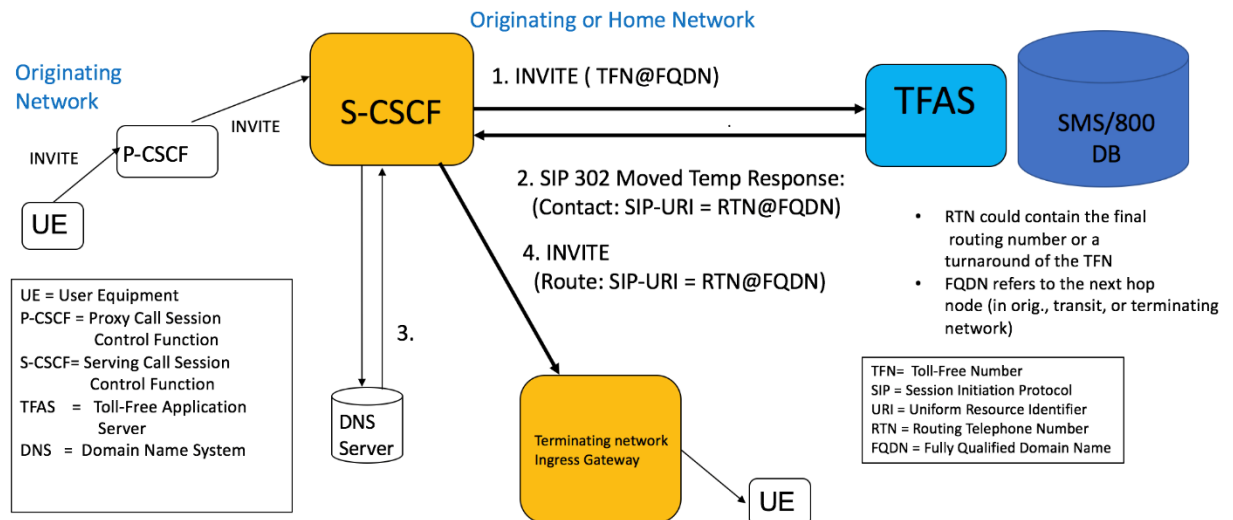 Originating or Home Network
Originating
Network
INVITE
P-CSCF
INVITE
UE
S-CSCF
1. INVITE ( TFN@FQDN)
TFAS
SMS/800
DB
2. SIP 302 Moved Temp Response:
(Contact: SIP-URI = RTN@FQDN)
4. INVITE
(Route: SIP-URI = RTN@FQDN)
3.
DNS
Server
Terminating network
Ingress Gateway
UE
• RTN could contain the final
routing number or a
turnaround of the TFN
• FQDN refers to the next hop
node (in orig., transit, or terminating
network)
UE = User Equipment
P-CSCF = Proxy Call Session
Control Function
S-CSCF= Serving Call Session
Control Function
TFAS = Toll-Free Application
Server
DNS = Domain Name System
TFN= Toll-Free Number
SIP = Session Initiation Protocol
URI = Uniform Resource Identifier
RTN = Routing Telephone Number
FQDN = Fully Qualified Domain Name